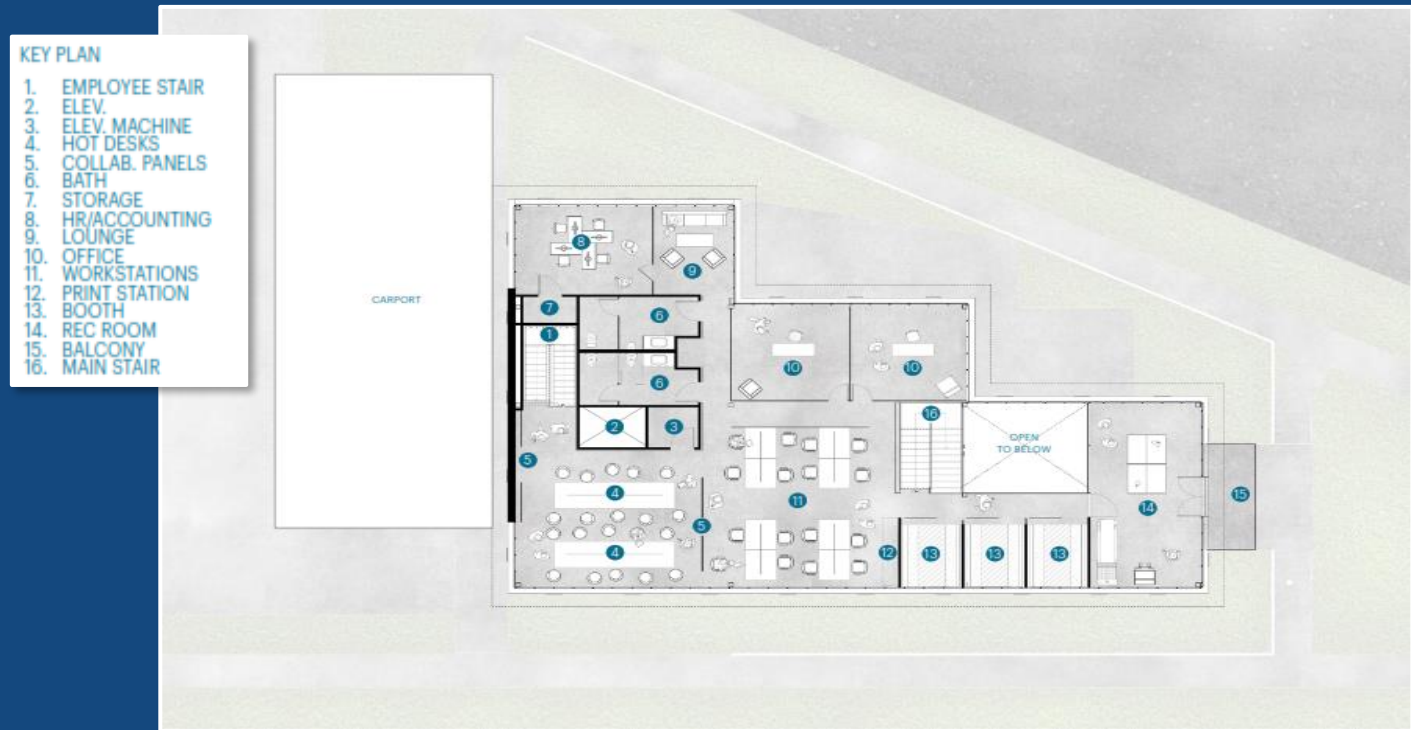 KEY PLAN
1. EMPLOYEE STAIR
2. ELEV.
3. ELEV. MACHINE
4. HOT DESKS
5. COLLAB. PANELS
6. BATH
7. STORAGE
8. HR/ACCOUNTING
9. LOUNGE
10. OFFICE
11. WORKSTATIONS
12. PRINT STATION
13. BOOTH
14. REC ROOM
15. BALCONY
16. MAIN STAIR
CARPORT
8
9
7
6
1
10
10
6
16
2
3
OPEN
TO BELOW
5
4
11
14
15
5
12
13
13
13
4